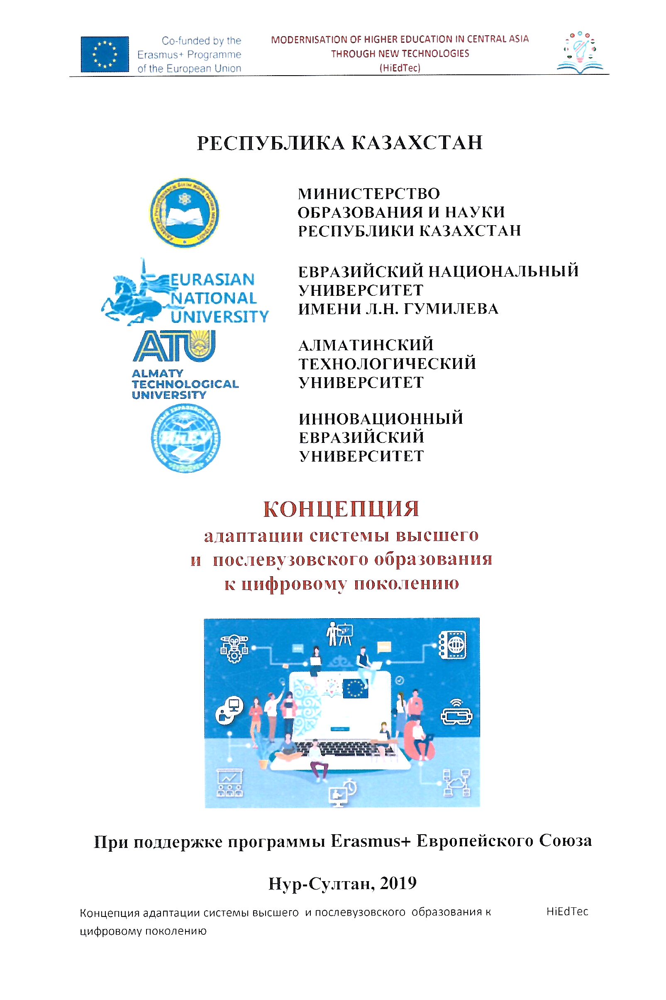 Co-funded by the
Erasmus+ Programme
of the European Union
MODERNISATION OF HIGHER EDUCATION IN CENTRAL ASIA
THROUGH NEW TECHNOLOGIES
(HiEdTec)
РЕСПУБЛИКА КАЗАХСТАН
МИНИСТЕРСТВО
ОБРАЗОВАНИЯ И НАУКИ
РЕСПУБЛИКИ КАЗАХСТАН
EURASIAN
NATIONAL
UNIVERSITY
ЕВРАЗИЙСКИЙ НАЦИОНАЛЬНЫЙ
УНИВЕРСИТЕТ
ИМЕНИ Л.Н. ГУМИЛЕВА
ATU
ALMATY
TECHNOLOGICAL
UNIVERSITY
АЛМАТИНСКИЙ
ТЕХНОЛОГИЧЕСКИЙ
УНИВЕРСИТЕТ
ИННОВАЦИОННЫЙ ЕВРАЗИЙСКИЙ УНИВЕРСИТЕТ
ИнЕУ
ИННОВАЦИОННЫЙ
ЕВРАЗИЙСКИЙ
УНИВЕРСИТЕТ
КОНЦЕПЦИЯ
адаптации системы высшего
и послевузовского образования
к цифровому поколению
При поддержке программы Erasmus+ Европейского Союза
Нур-Султан, 2019
Концепция адаптации системы высшего и послевузовского образования к
цифровому поколению
HiEdTec